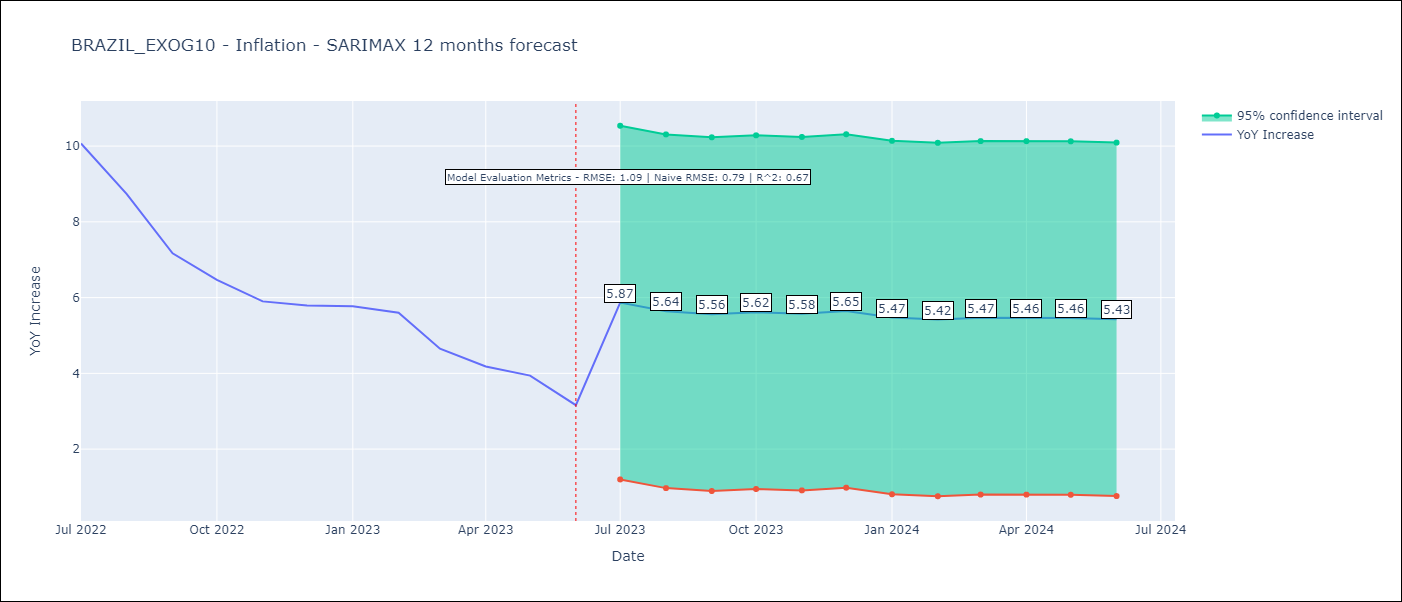 BRAZIL_EXOG10 - Inflation - SARIMAX 12 months forecast
95% confidence interval
YoY Increase
Model Evaluation Metrics - RMSE: 1.09 | Naive RMSE: 0.79 | R^2: 0.67
YoY Increase
10
8
6
4
2
5.87
5.64
5.56
5.62
5.58
5.65
5.47
5.42
5.47
5.46
5.46
5.43
Jul 2022
Oct 2022
Jan 2023
Apr 2023
Jul 2023
Oct 2023
Jan 2024
Apr 2024
Jul 2024
Date